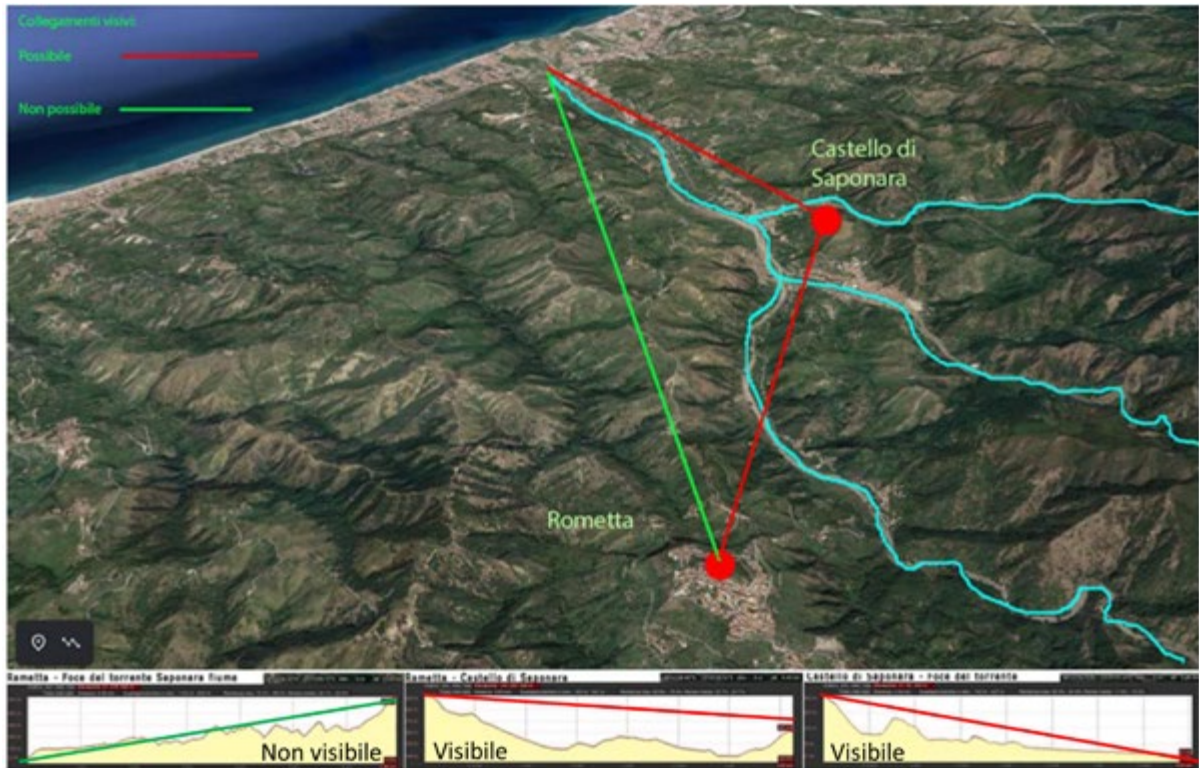 Collegamenti visivi:
Possibile
Non possibile
Castello di
Saponara
Rometta
Rometta - Foce del torrente Saponara fiume
Non visibile
Rometta - Castello di Saponara
Visibile
Castello di Saponara - Foce del torrente
Visibile